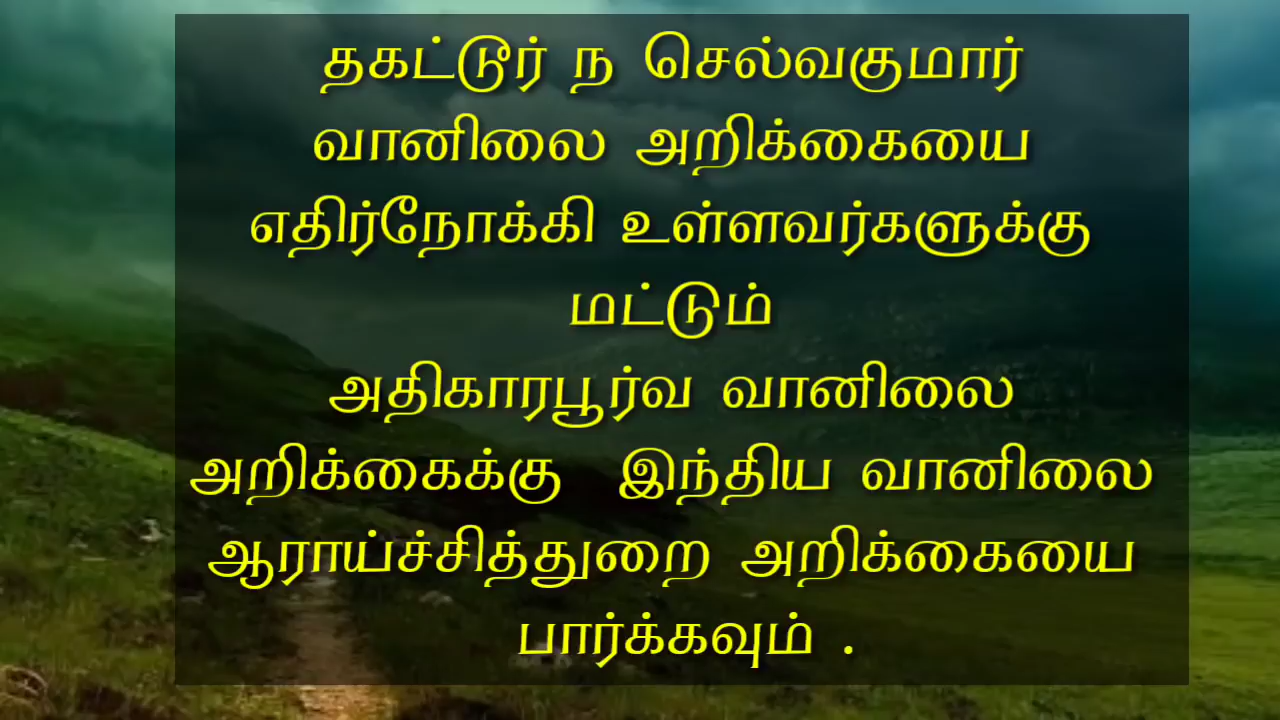 தகட்டூர் ந செல்வகுமார்
வானிலை அறிக்கையை
எதிர்நோக்கி உள்ளவர்களுக்கு
மட்டும்
அதிகாரபூர்வ வானிலை
அறிக்கைக்கு இந்திய வானிலை
ஆராய்ச்சித்துறை அறிக்கையை
பார்க்கவும் .